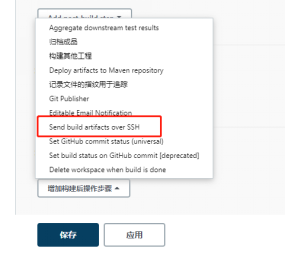 Add post-build step
Aggregate downstream test results
归档成品
构建其他工程
Deploy artifacts to Maven repository
记录文件的指纹用于追踪
Git Publisher
Editable Email Notification
Send build artifacts over SSH
Set GitHub commit status (universal)
Set build status on GitHub commit [deprecated]
Delete workspace when build is done
增加构建后操作步骤
保存
应用